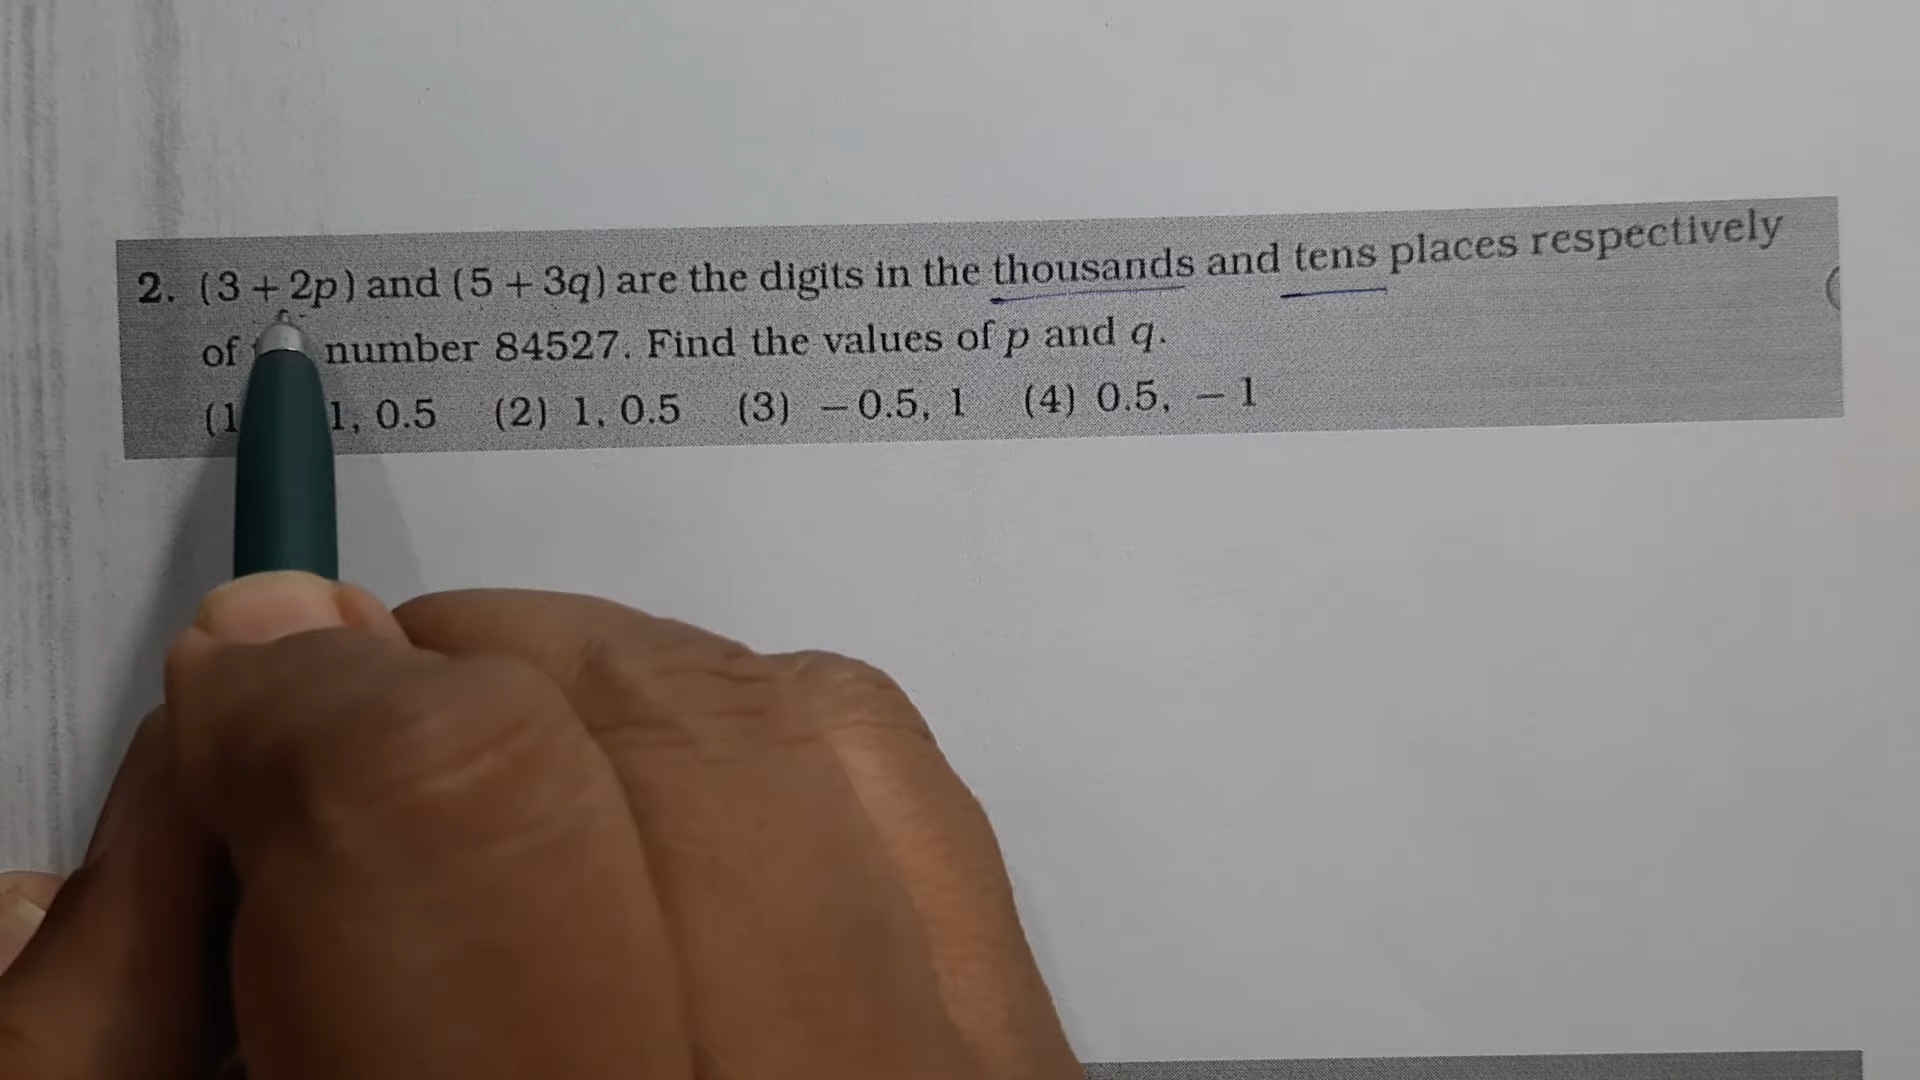 2. (3 + 2p) and (5 + 3q) are the digits in the thousands and tens places respectively
of number 84527. Find the values of p and q.
(1 1, 0.5 (2) 1, 0.5 (3) – 0.5, 1 (4) 0.5, – 1